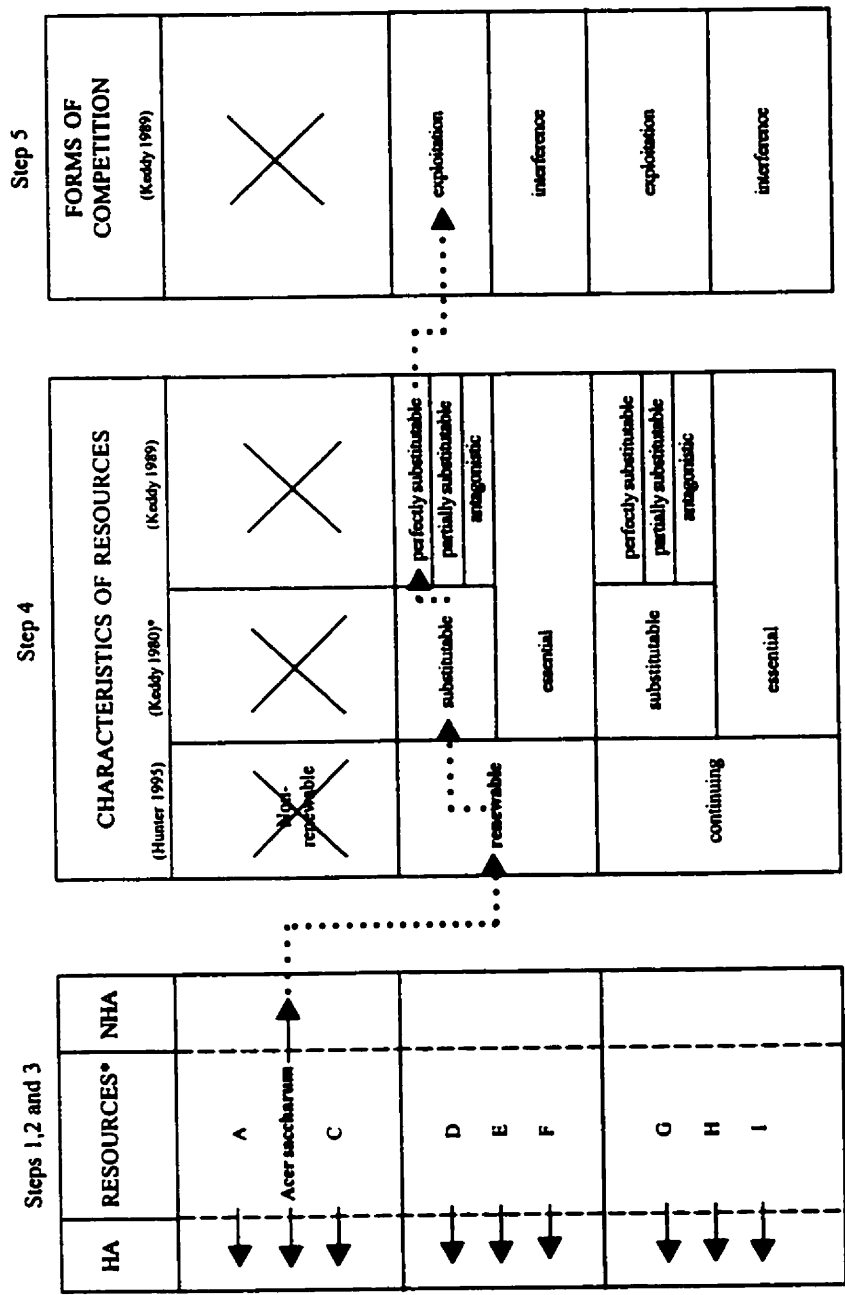 Steps 1,2 and 3
HA
RESOURCES*
NHA
A
Acer saccharum
C
D
E
F
G
H
I
Step 4
CHARACTERISTICS OF RESOURCES
(Hunter 1995)
(Keddy 1980)*
(Keddy 1989)
Non-
renewable
renewable
substitutable
perfectly substitutable
partially substitutable
antagonistic
essential
continuing
substitutable
perfectly substitutable
partially substitutable
antagonistic
essential
Step 5
FORMS OF
COMPETITION
(Keddy 1989)
exploitation
interference
exploitation
interference